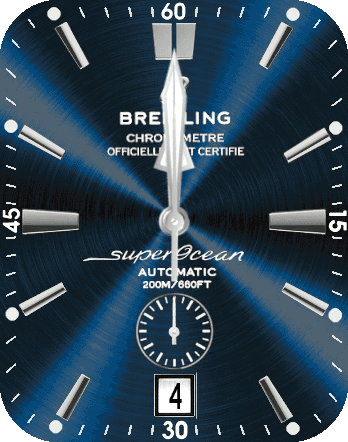 60
BREITLING
CHRONOMETRE
OFFICIELLEMENT CERTIFIE
45
15
superOcean
AUTOMATIC
200M/660FT
4
30